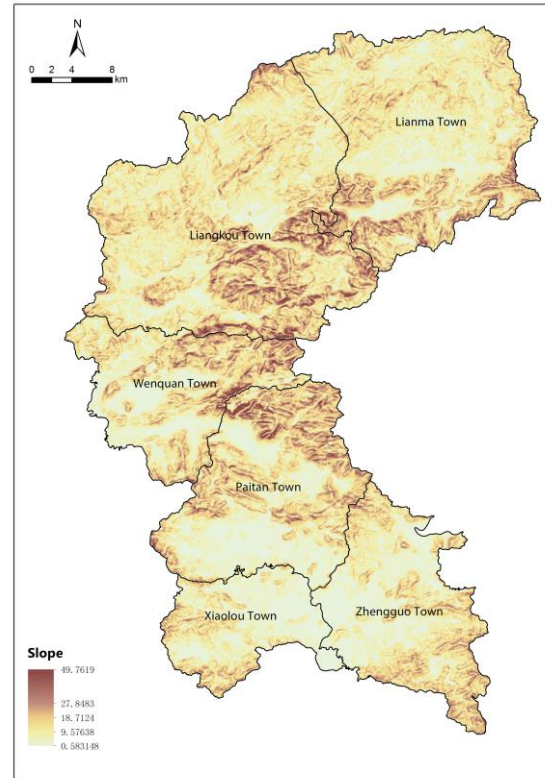 N
0 2 4 8
km
Lianma Town
Liangkou Town
Wenquan Town
Paitan Town
Xiaolou Town
Zhengguo Town
Slope
49.7619
27.8483
18.7124
9.57638
0.583148